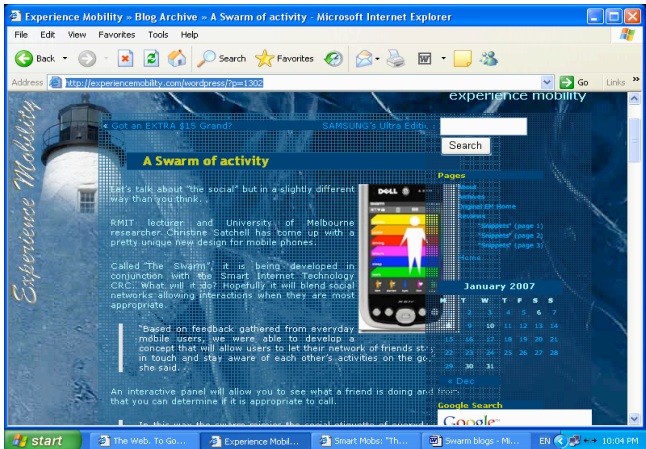 Experience Mobility » Blog Archive » A Swarm of activity - Microsoft Internet Explorer
File Edit View Favorites Tools Help
Back Search Favorites
Address http://experiencemobility.com/wordpress/?p=1302 Go Links »
experience mobility
Experience Mobility
« Got an EXTRA $15 Grand? SAMSUNG's Ultra Editi
Search
A Swarm of activity
Let's talk about "the social" but in a slightly different
way than you think. .
RMIT lecturer and University of Melbourne
researcher Christine Satchell has come up with a
pretty unique new design for mobile phones.
Called "The Swarm", it is being developed in
conjunction with the Smart Internet Technology
CRC. What will it do? Hopefully it will blend social
networks allowing interactions when they are most
appropriate.
"Based on feedback gathered from everyday
mobile users, we were able to develop a
concept that will allow users to let their network of friends stay
in touch and stay aware of each other's activities on the go,"
she said.
An interactive panel will allow you to see what a friend is doing and from
that you can determine if it is appropriate to call.
DELL
Pages
About
Archives
Original EM Home
Reviews
"Snippets" (page 1)
"Snippets" (page 2)
"Snippets" (page 3)
Home
January 2007
M T W T F S S
1 2 3 4 5 6 7
8 9 10 11 12 13 14
15 16 17 18 19 20 21
22 23 24 25 26 27 28
29 30 31
« Dec
Google Search
Google
start The Web. To Go... Experience Mobil... Smart Mobs: "Th... Swarm blogs - Mi... EN 10:04 PM